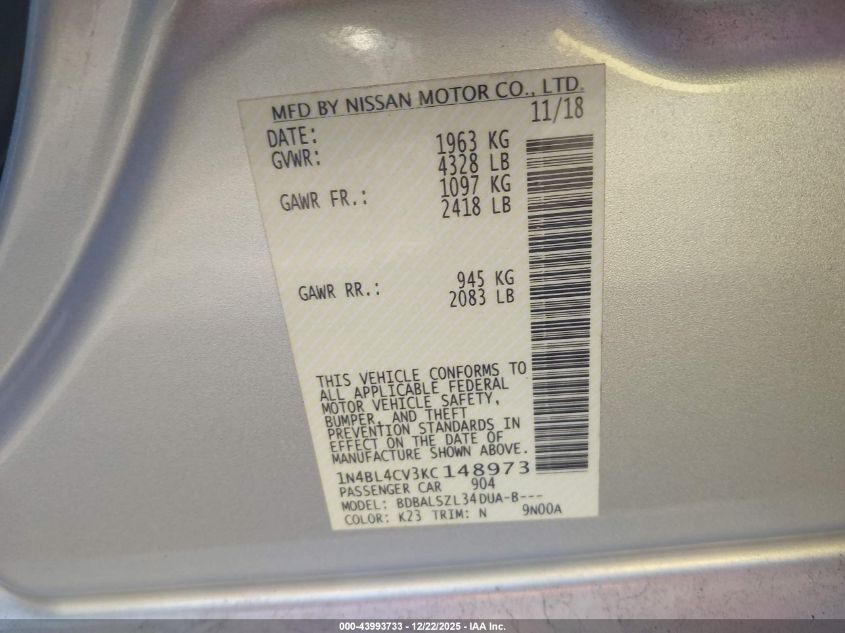 MFD BY NISSAN MOTOR CO., LTD.
DATE: 11/18
GVWR: 1963 KG
4328 LB
GAWR FR.: 1097 KG
2418 LB
GAWR RR.: 945 KG
2083 LB
THIS VEHICLE CONFORMS TO
ALL APPLICABLE FEDERAL
MOTOR VEHICLE SAFETY,
BUMPER, AND THEFT
PREVENTION STANDARDS IN
EFFECT ON THE DATE OF
MANUFACTURE SHOWN ABOVE.
1N4BL4CV3KC148973
PASSENGER CAR 904
MODEL: BDBALSZL34DUA-B---
COLOR: K23 TRIM: N 9N00A
000-43993733 - 12/22/2025 - IAA Inc.